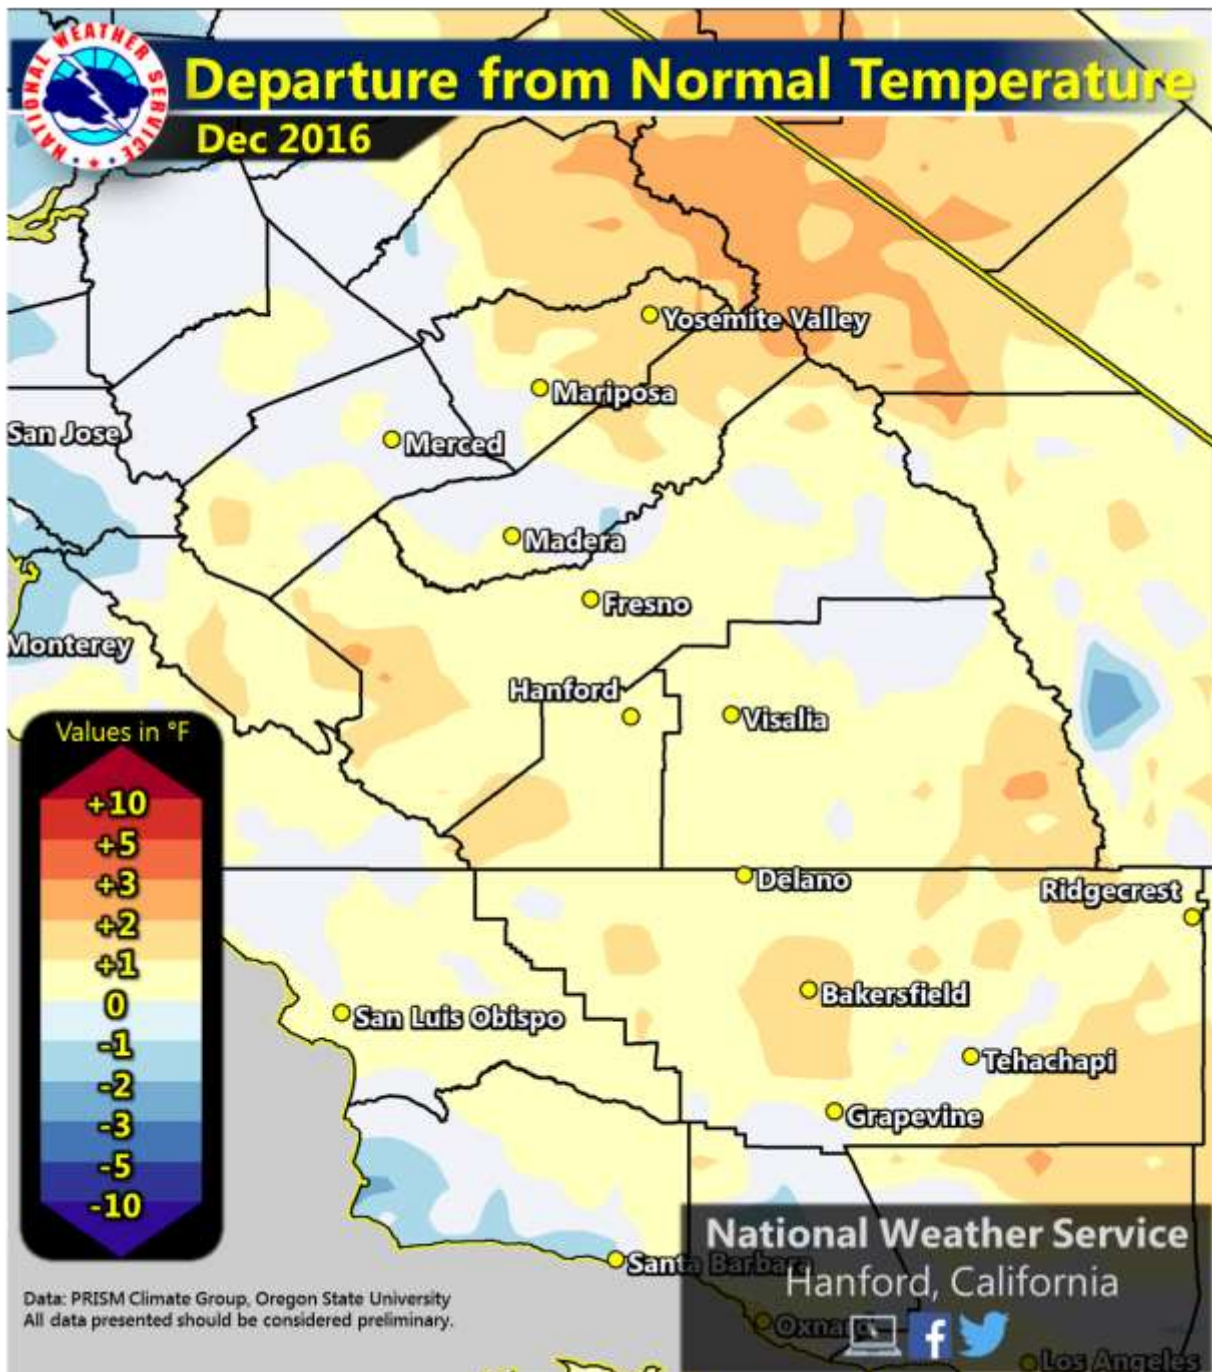 NATIONAL WEATHER SERVICE
Departure from Normal Temperature
Dec 2016
Yosemite Valley
Mariposa
San Jose
Merced
Madera
Fresno
Monterey
Hanford
Visalia
Values in °F
+10
+5
+3
+2
+1
0
-1
-2
-3
-5
-10
Delano
Ridgecrest
Bakersfield
San Luis Obispo
Tehachapi
Grapevine
Santa Barbara
National Weather Service
Hanford, California
Oxnard
Los Angeles
Data: PRISM Climate Group, Oregon State University
All data presented should be considered preliminary.